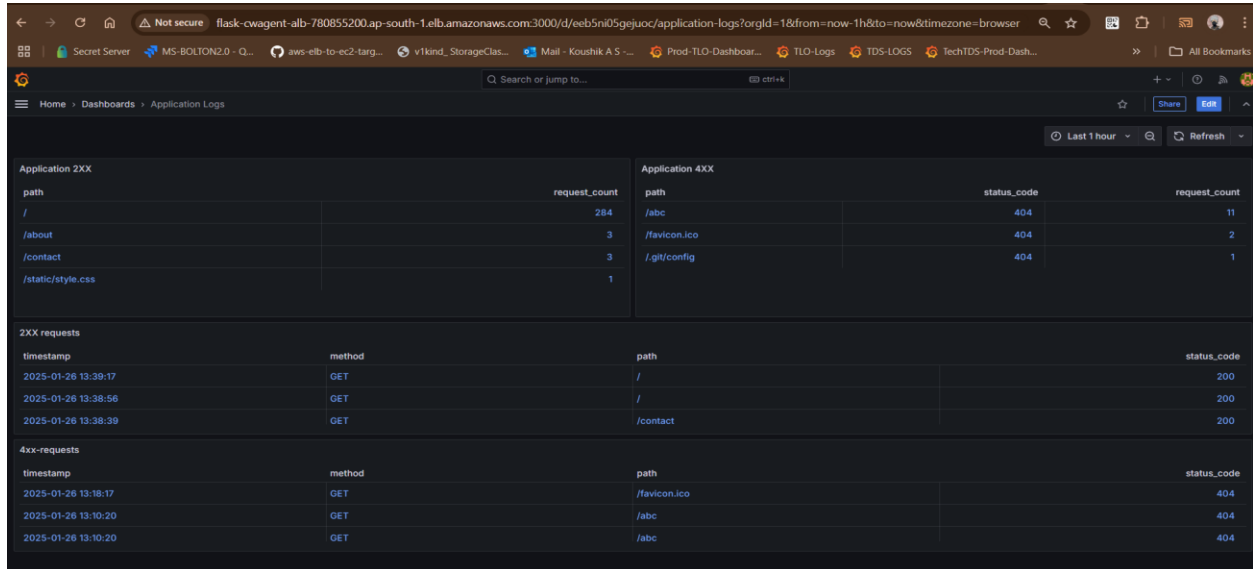 Not secure flask-cwagent-alb-780855200.ap-south-1.elb.amazonaws.com:3000/d/eeb5ni05gejuoc/application-logs?orgId=1&from=now-1h&to=now&timezone=browser
Secret Server MS-BOLTON2.0 - Q... aws-elb-to-ec2-targ... v1kind_StorageClas... Mail - Koushik A S -... Prod-TLO-Dashboar... TLO-Logs TDS-LOGS TechTDS-Prod-Dash... » All Bookmarks
Search or jump to... ctrl+k
Home › Dashboards › Application Logs Share Edit
Last 1 hour Refresh
Application 2XX
path request_count
/ 284
/about 3
/contact 3
/static/style.css 1
Application 4XX
path status_code request_count
/abc 404 11
/favicon.ico 404 2
/.git/config 404 1
2XX requests
timestamp method path status_code
2025-01-26 13:39:17 GET / 200
2025-01-26 13:38:56 GET / 200
2025-01-26 13:38:39 GET /contact 200
4xx-requests
timestamp method path status_code
2025-01-26 13:18:17 GET /favicon.ico 404
2025-01-26 13:10:20 GET /abc 404
2025-01-26 13:10:20 GET /abc 404